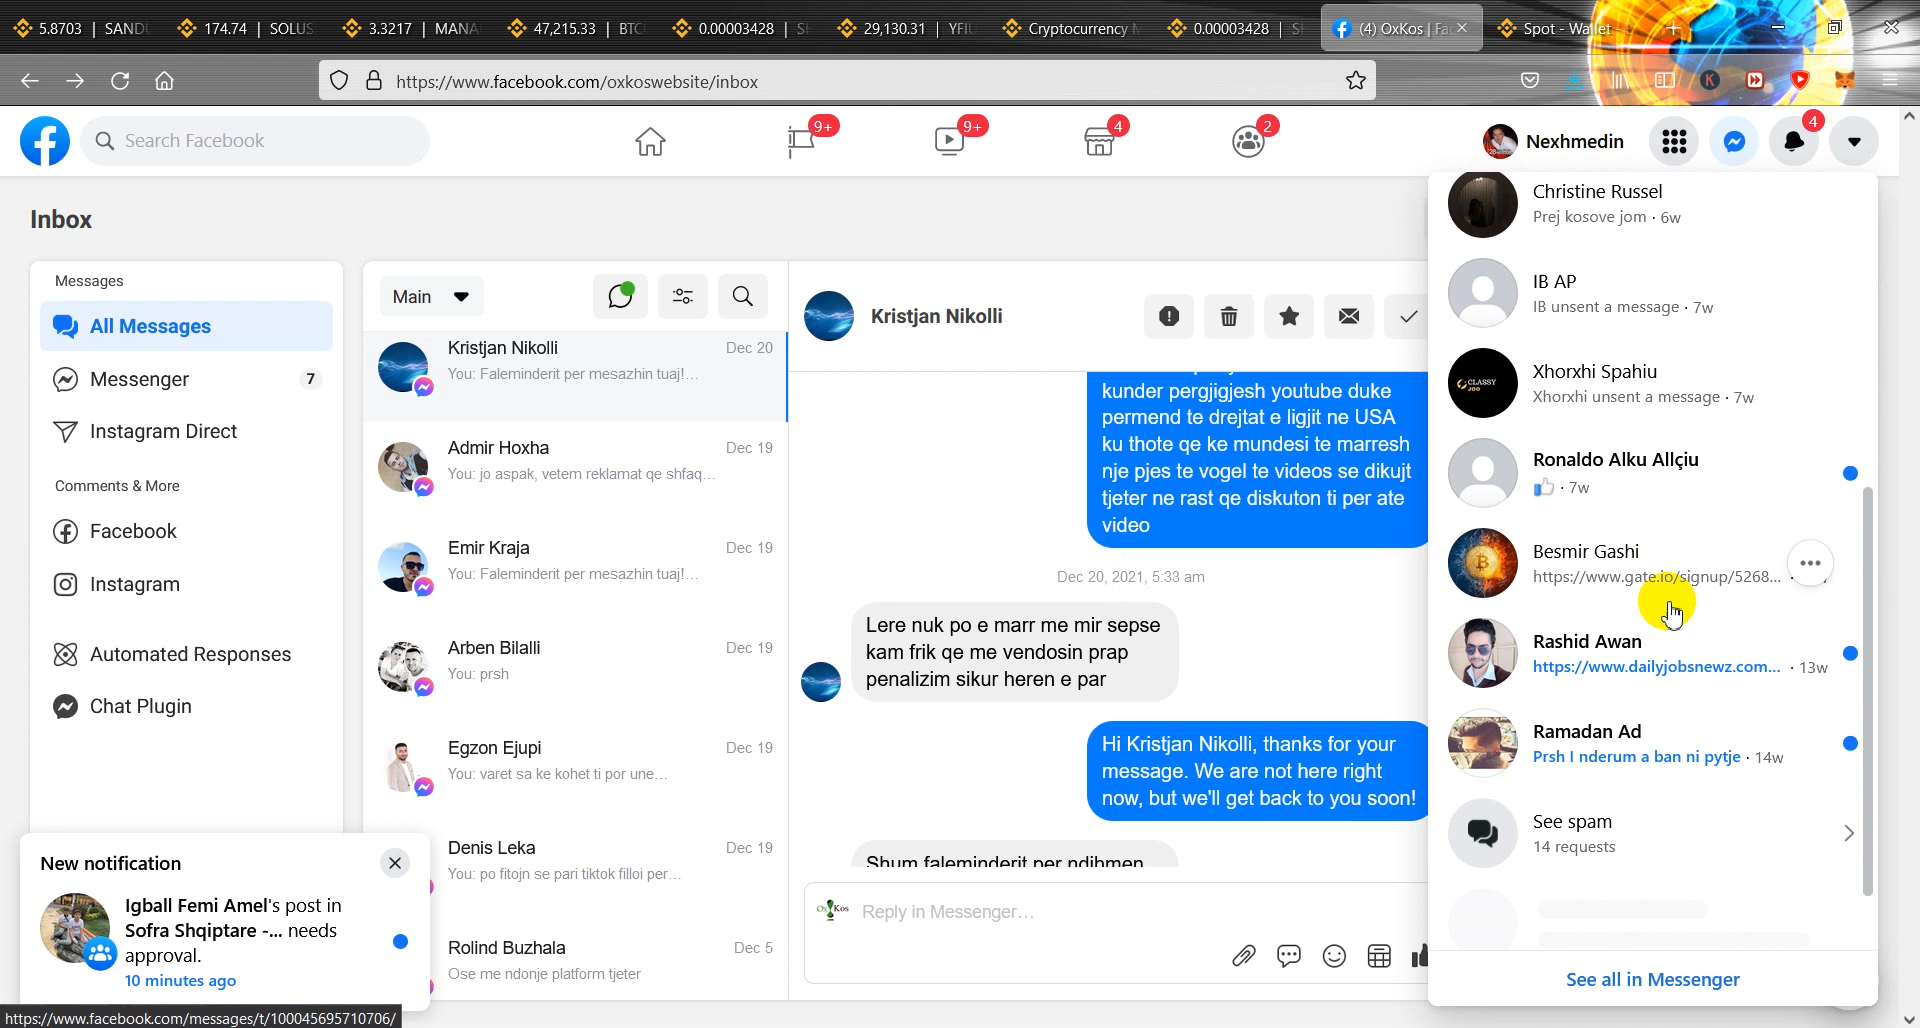 5.8703 | SAND
174.74 | SOLUS
3.3217 | MANA
47,215.33 | BTC
0.00003428 | S
29,130.31 | YFI
Cryptocurrency
0.00003428 | S
(4) OxKos | Fac
Spot - Wallet
https://www.facebook.com/oxkoswebsite/inbox
Search Facebook
9+
9+
4
2
Nexhmedin
4
Inbox
Messages
All Messages
Messenger
7
Instagram Direct
Comments & More
Facebook
Instagram
Automated Responses
Chat Plugin
New notification
Igball Femi Amel's post in
Sofra Shqiptare -... needs
approval.
10 minutes ago
https://www.facebook.com/messages/t/100045695710706/
Main
Kristjan Nikolli
Dec 20
You: Faleminderit per mesazhin tuaj!...
Admir Hoxha
Dec 19
You: jo aspak, vetem reklamat qe shfaq...
Emir Kraja
Dec 19
You: Faleminderit per mesazhin tuaj!...
Arben Bilalli
Dec 19
You: prsh
Egzon Ejupi
Dec 19
You: varet sa ke kohet ti por une...
Denis Leka
Dec 19
You: po fitojn se pari tiktok filloi per...
Rolind Buzhala
Dec 5
Ose me ndonje platform tjeter
Kristjan Nikolli
kunder pergjigjesh youtube duke
permend te drejtat e ligjit ne USA
ku thote qe ke mundesi te marresh
nje pjes te vogel te videos se dikujt
tjeter ne rast qe diskuton ti per ate
video
Dec 20, 2021, 5:33 am
Lere nuk po e marr me mir sepse
kam frik qe me vendosin prap
penalizim sikur heren e par
Hi Kristjan Nikolli, thanks for your
message. We are not here right
now, but we'll get back to you soon!
Shum faleminderit per ndihmen
OxKos
Reply in Messenger...
Christine Russel
Prej kosove jom · 6w
IB AP
IB unsent a message · 7w
CLASSY
JOO
Xhorxhi Spahiu
Xhorxhi unsent a message · 7w
Ronaldo Alku Allçiu
· 7w
Besmir Gashi
https://www.gate.io/signup/5268... ·
Rashid Awan
https://www.dailyjobsnewz.com... · 13w
Ramadan Ad
Prsh I nderum a ban ni pytje · 14w
See spam
14 requests
See all in Messenger